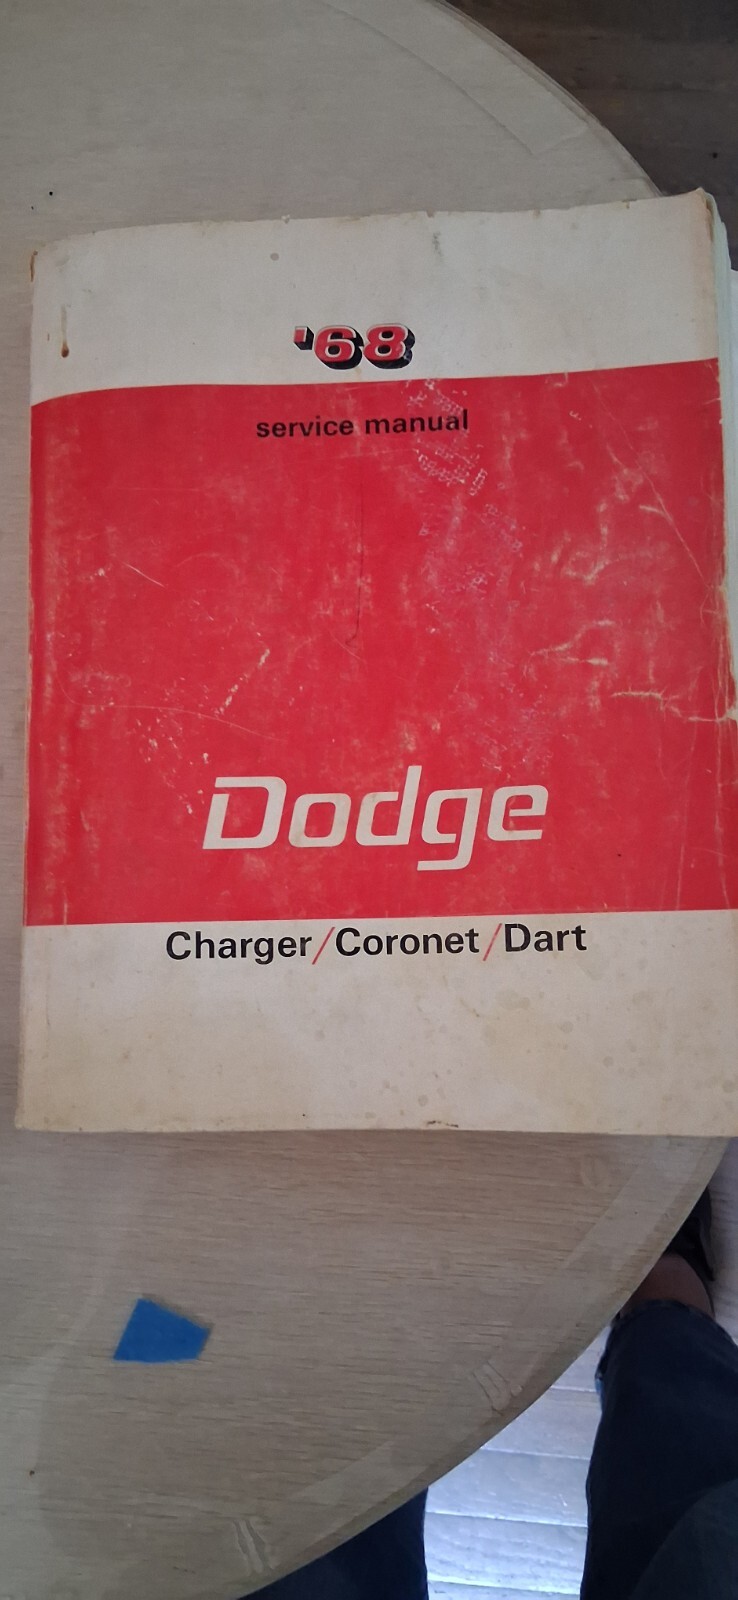 '68
service manual
Dodge
Charger/Coronet/Dart